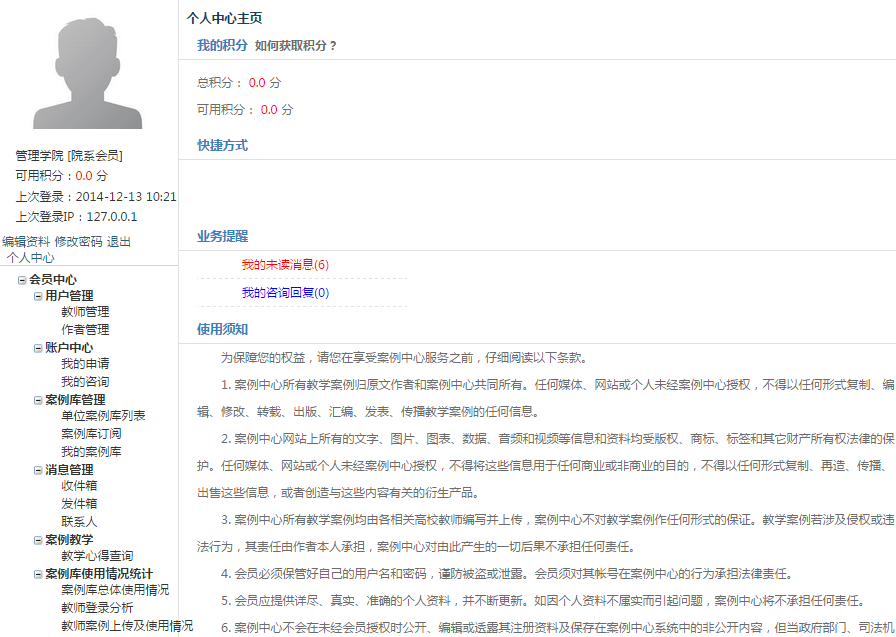 管理学院 [院系会员]
可用积分：0.0 分
上次登录：2014-12-13 10:21
上次登录IP：127.0.0.1
编辑资料 修改密码 退出
个人中心
会员中心
用户管理
教师管理
作者管理
账户中心
我的申请
我的咨询
案例库管理
单位案例库列表
案例库订阅
我的案例库
消息管理
收件箱
发件箱
联系人
案例教学
教学心得查询
案例库使用情况统计
案例库总体使用情况
教师登录分析
教师案例上传及使用情况
个人中心主页
我的积分 如何获取积分？
总积分： 0.0 分
可用积分： 0.0 分
快捷方式
业务提醒
我的未读消息(6)
我的咨询回复(0)
使用须知
为保障您的权益，请您在享受案例中心服务之前，仔细阅读以下条款。
1. 案例中心所有教学案例归原文作者和案例中心共同所有。任何媒体、网站或个人未经案例中心授权，不得以任何形式复制、编
辑、修改、转载、出版、汇编、发表、传播教学案例的任何信息。
2. 案例中心网站上所有的文字、图片、图表、数据、音频和视频等信息和资料均受版权、商标、标签和其它财产所有权法律的保
护。任何媒体、网站或个人未经案例中心授权，不得将这些信息用于任何商业或非商业的目的，不得以任何形式复制、再造、传播、
出售这些信息，或者创造与这些内容有关的衍生产品。
3. 案例中心所有教学案例均由各相关高校教师编写并上传，案例中心不对教学案例作任何形式的保证。教学案例若涉及侵权或违
法行为，其责任由作者本人承担，案例中心对由此产生的一切后果不承担任何责任。
4. 会员必须保管好自己的用户名和密码，谨防被盗或泄露。会员须对其帐号在案例中心的行为承担法律责任。
5. 会员应提供详尽、真实、准确的个人资料，并不断更新。如因个人资料不属实而引起问题，案例中心将不承担任何责任。
6. 案例中心不会在未经会员授权时公开、编辑或透露其注册资料及保存在案例中心系统中的非公开内容，但当政府部门、司法机